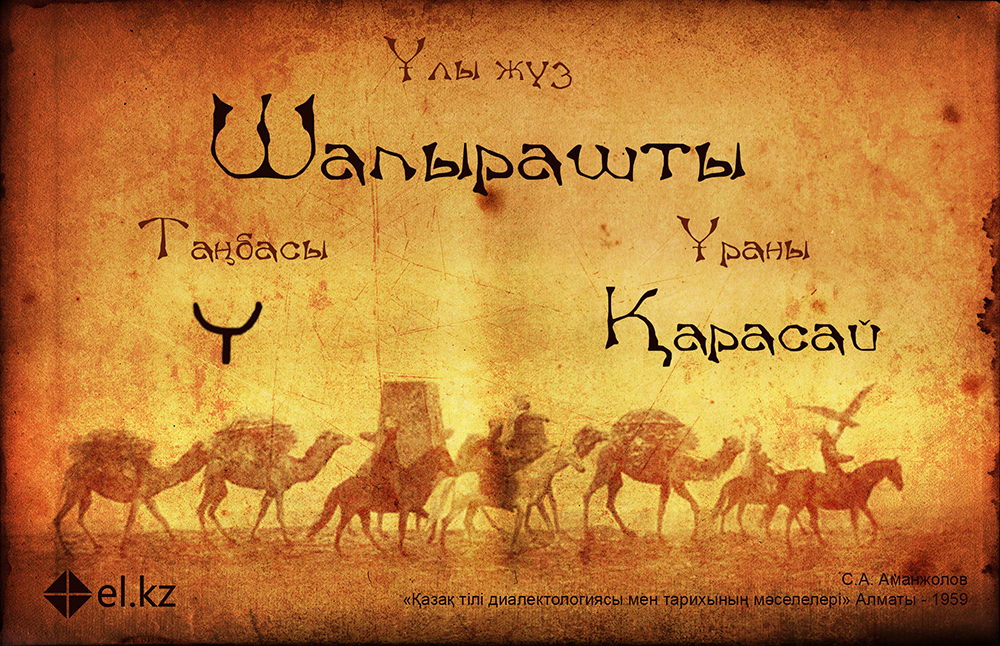 Ұлы жүз
Шапырашты
Таңбасы
Ұраны
Қарасай
el.kz
С.А. Аманжолов
«Қазақ тілі диалектологиясы мен тарихының мәселелері» Алматы - 1959